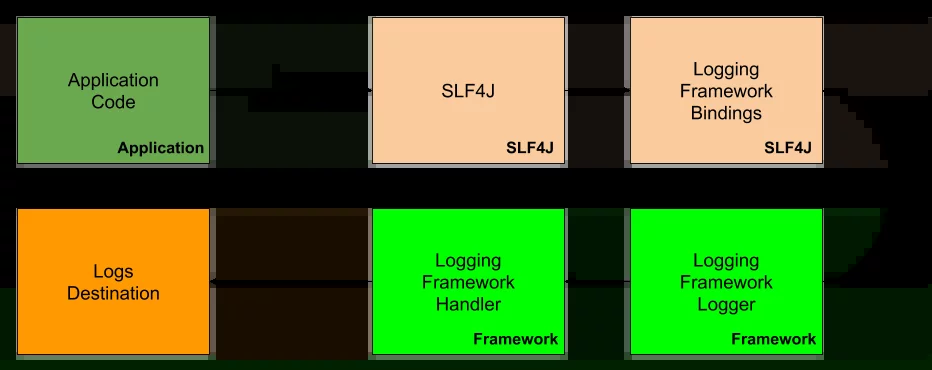 Application
Code
Application
SLF4J
SLF4J
Logging
Framework
Bindings
SLF4J
Logs
Destination
Logging
Framework
Handler
Framework
Logging
Framework
Logger
Framework